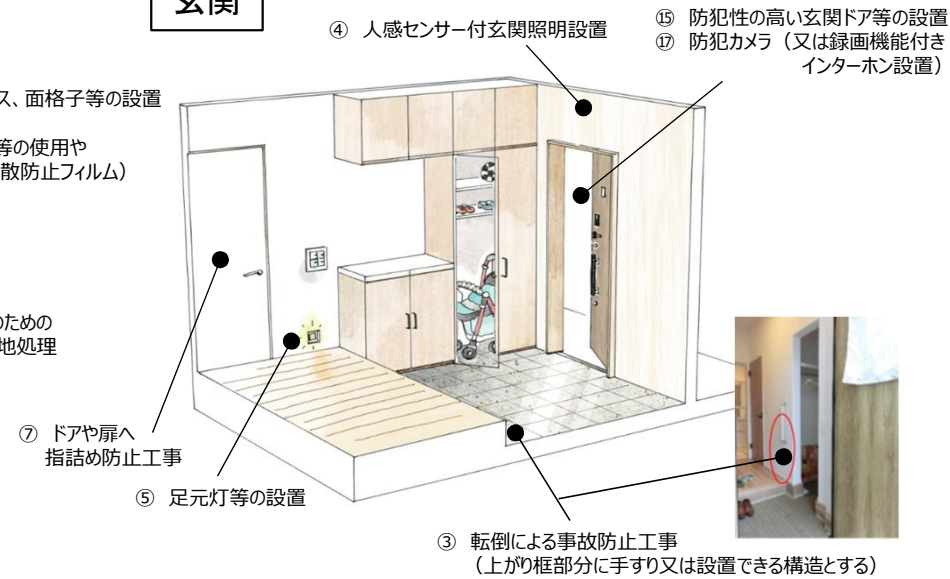 玄関
④ 人感センサー付玄関照明設置
⑮ 防犯性の高い玄関ドア等の設置
⑰ 防犯カメラ（又は録画機能付き
インターホン設置）
ス、面格子等の設置
等の使用や
散防止フィルム）
のための
地処理
⑦ ドアや扉へ
指詰め防止工事
⑤ 足元灯等の設置
③ 転倒による事故防止工事
（上がり框部分に手すり又は設置できる構造とする）